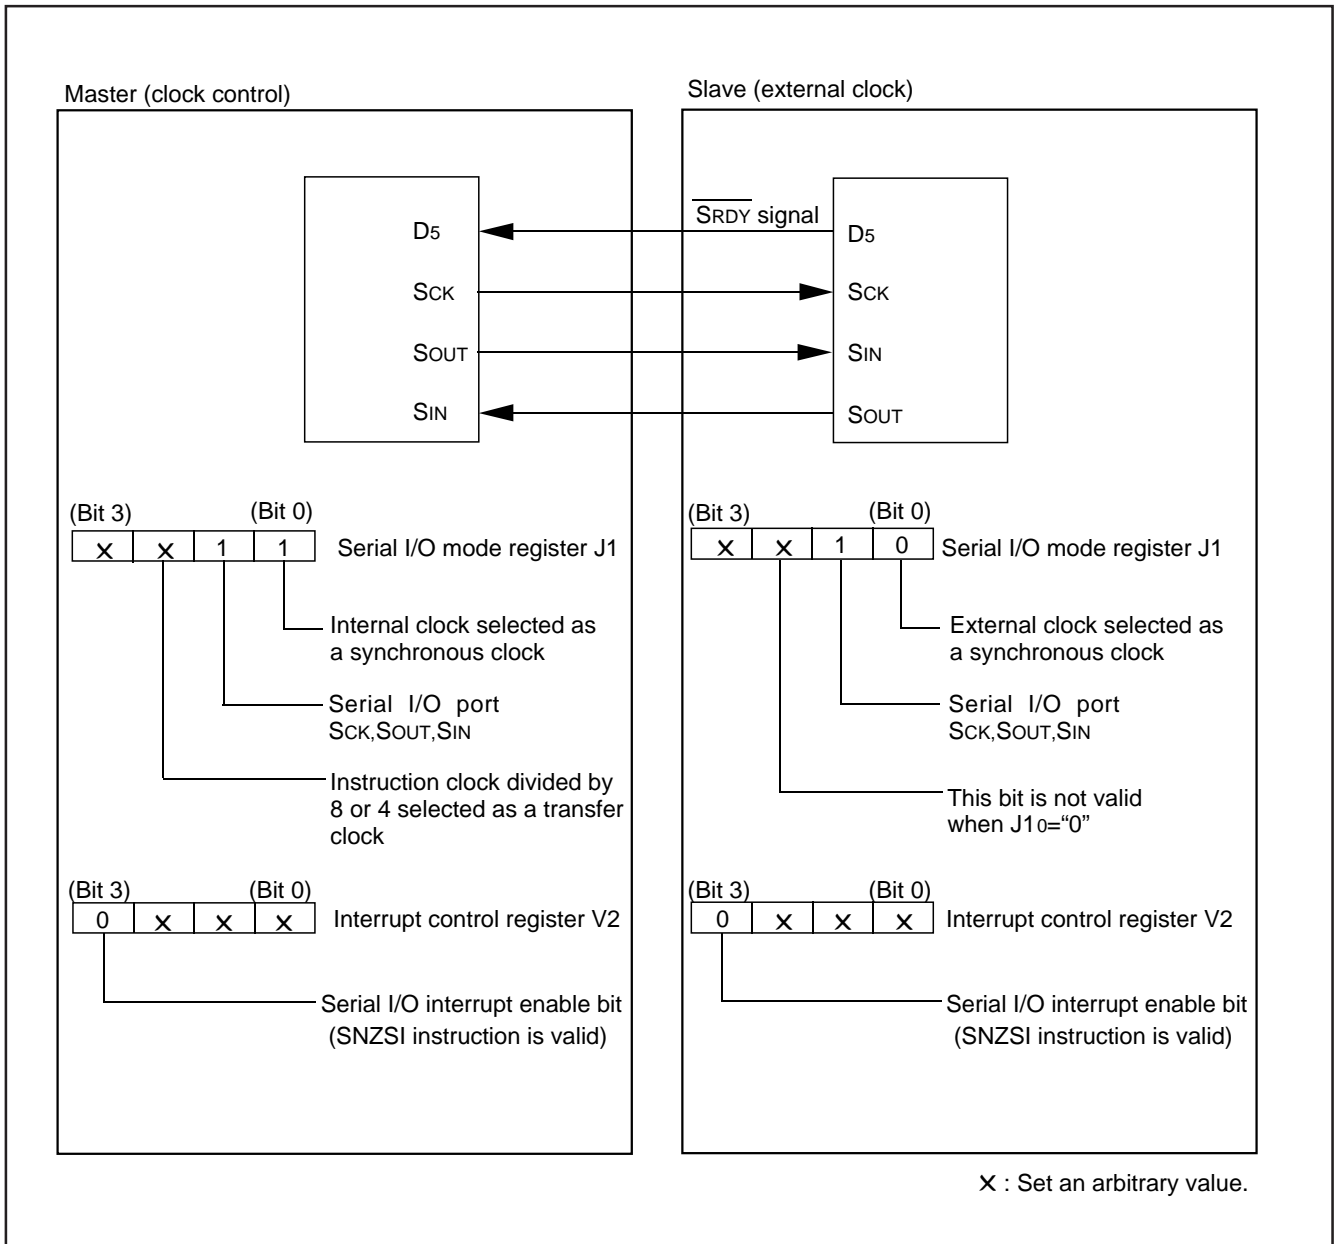 Master (clock control)
D5
SCK
SOUT
SIN
(Bit 3) (Bit 0)
× × 1 1 Serial I/O mode register J1
Internal clock selected as
a synchronous clock
Serial I/O port
SCK,SOUT,SIN
Instruction clock divided by
8 or 4 selected as a transfer
clock
(Bit 3) (Bit 0)
0 × × × Interrupt control register V2
Serial I/O interrupt enable bit
(SNZSI instruction is valid)
Slave (external clock)
SRDY signal
D5
SCK
SIN
SOUT
(Bit 3) (Bit 0)
× × 1 0 Serial I/O mode register J1
External clock selected as
a synchronous clock
Serial I/O port
SCK,SOUT,SIN
This bit is not valid
when J10=“0”
(Bit 3) (Bit 0)
0 × × × Interrupt control register V2
Serial I/O interrupt enable bit
(SNZSI instruction is valid)
× : Set an arbitrary value.